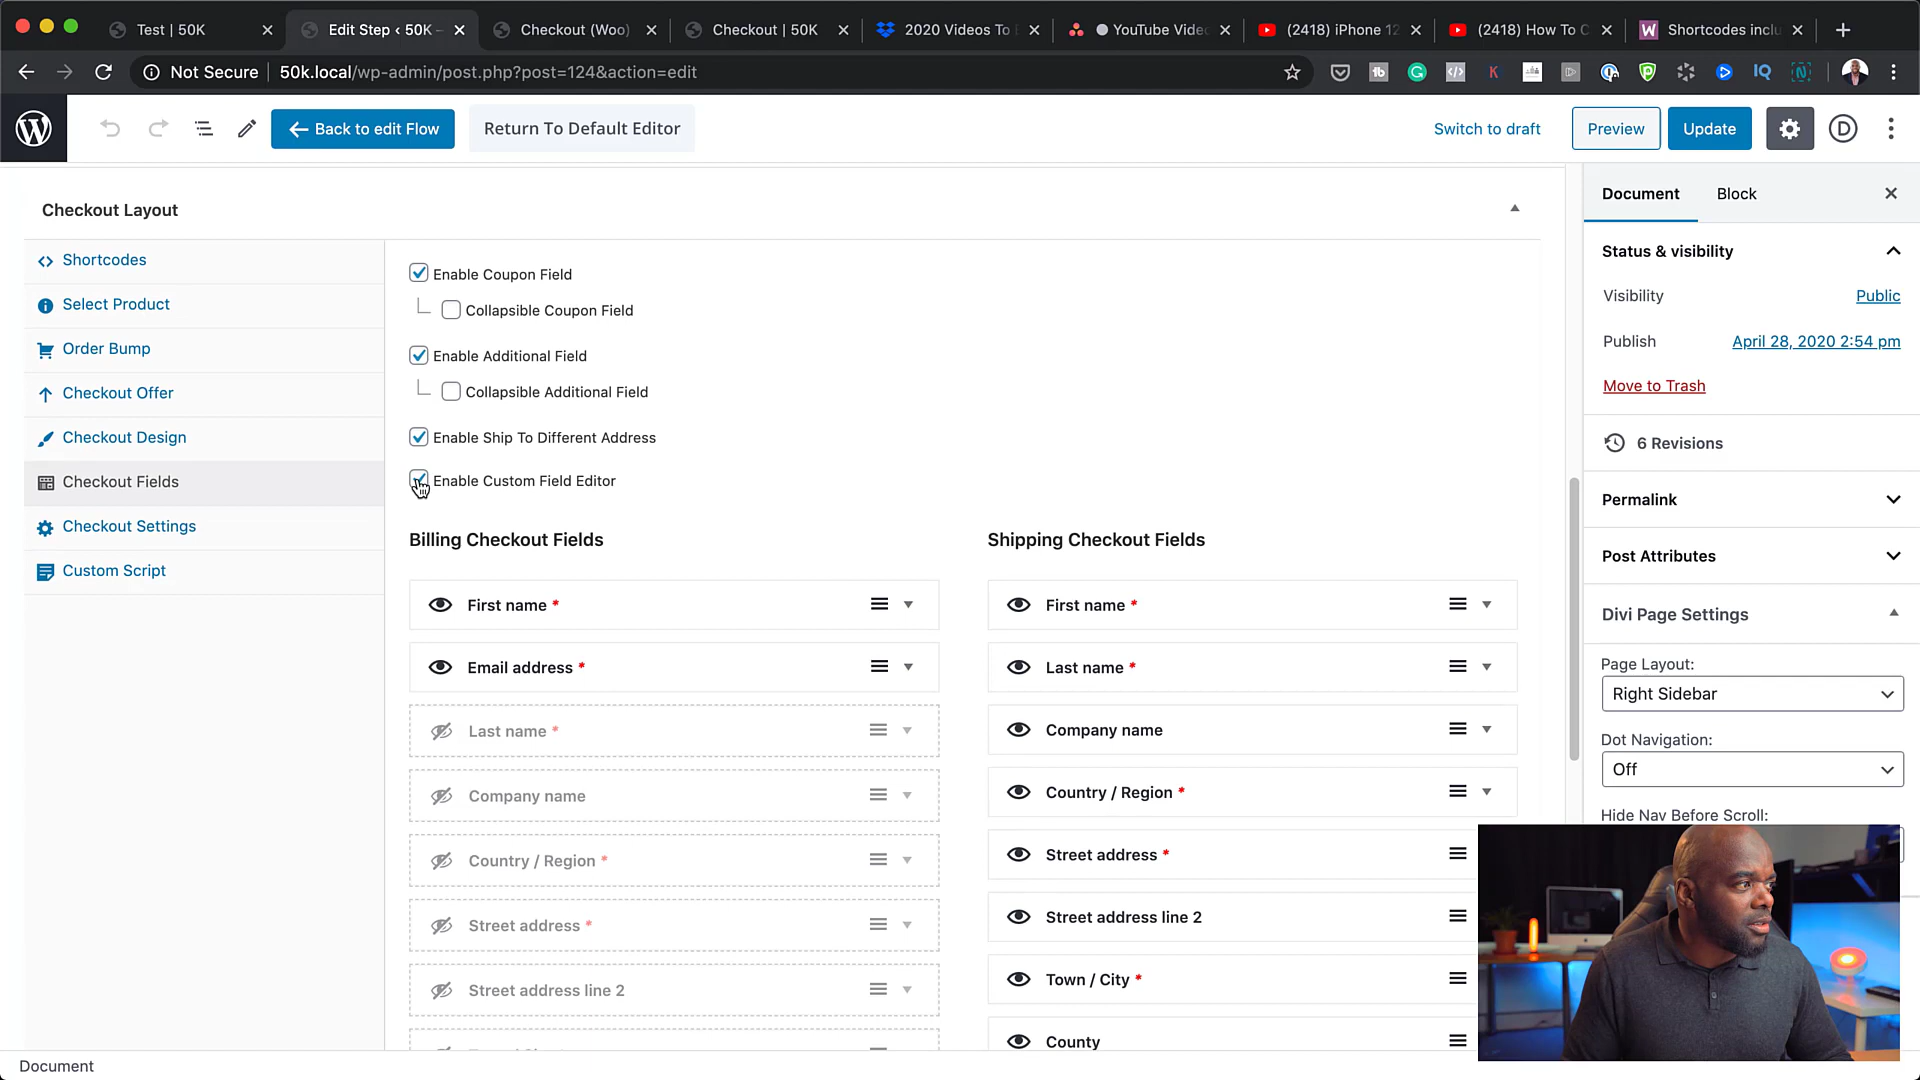 Test | 50K
Edit Step ‹ 50K –
Checkout (Woo)
Checkout | 50K
2020 Videos To
YouTube Vide
(2418) iPhone 12
(2418) How To C
Shortcodes inclu
Not Secure | 50k.local/wp-admin/post.php?post=124&action=edit
Back to edit Flow
Return To Default Editor
Switch to draft
Preview
Update
Checkout Layout
Shortcodes
Select Product
Order Bump
Checkout Offer
Checkout Design
Checkout Fields
Checkout Settings
Custom Script
Enable Coupon Field
Collapsible Coupon Field
Enable Additional Field
Collapsible Additional Field
Enable Ship To Different Address
Enable Custom Field Editor
Billing Checkout Fields
First name *
Email address *
Last name *
Company name
Country / Region *
Street address *
Street address line 2
Shipping Checkout Fields
First name *
Last name *
Company name
Country / Region *
Street address *
Street address line 2
Town / City *
County
Document
Block
Status & visibility
Visibility
Public
Publish
April 28, 2020 2:54 pm
Move to Trash
6 Revisions
Permalink
Post Attributes
Divi Page Settings
Page Layout:
Right Sidebar
Dot Navigation:
Off
Hide Nav Before Scroll:
Document